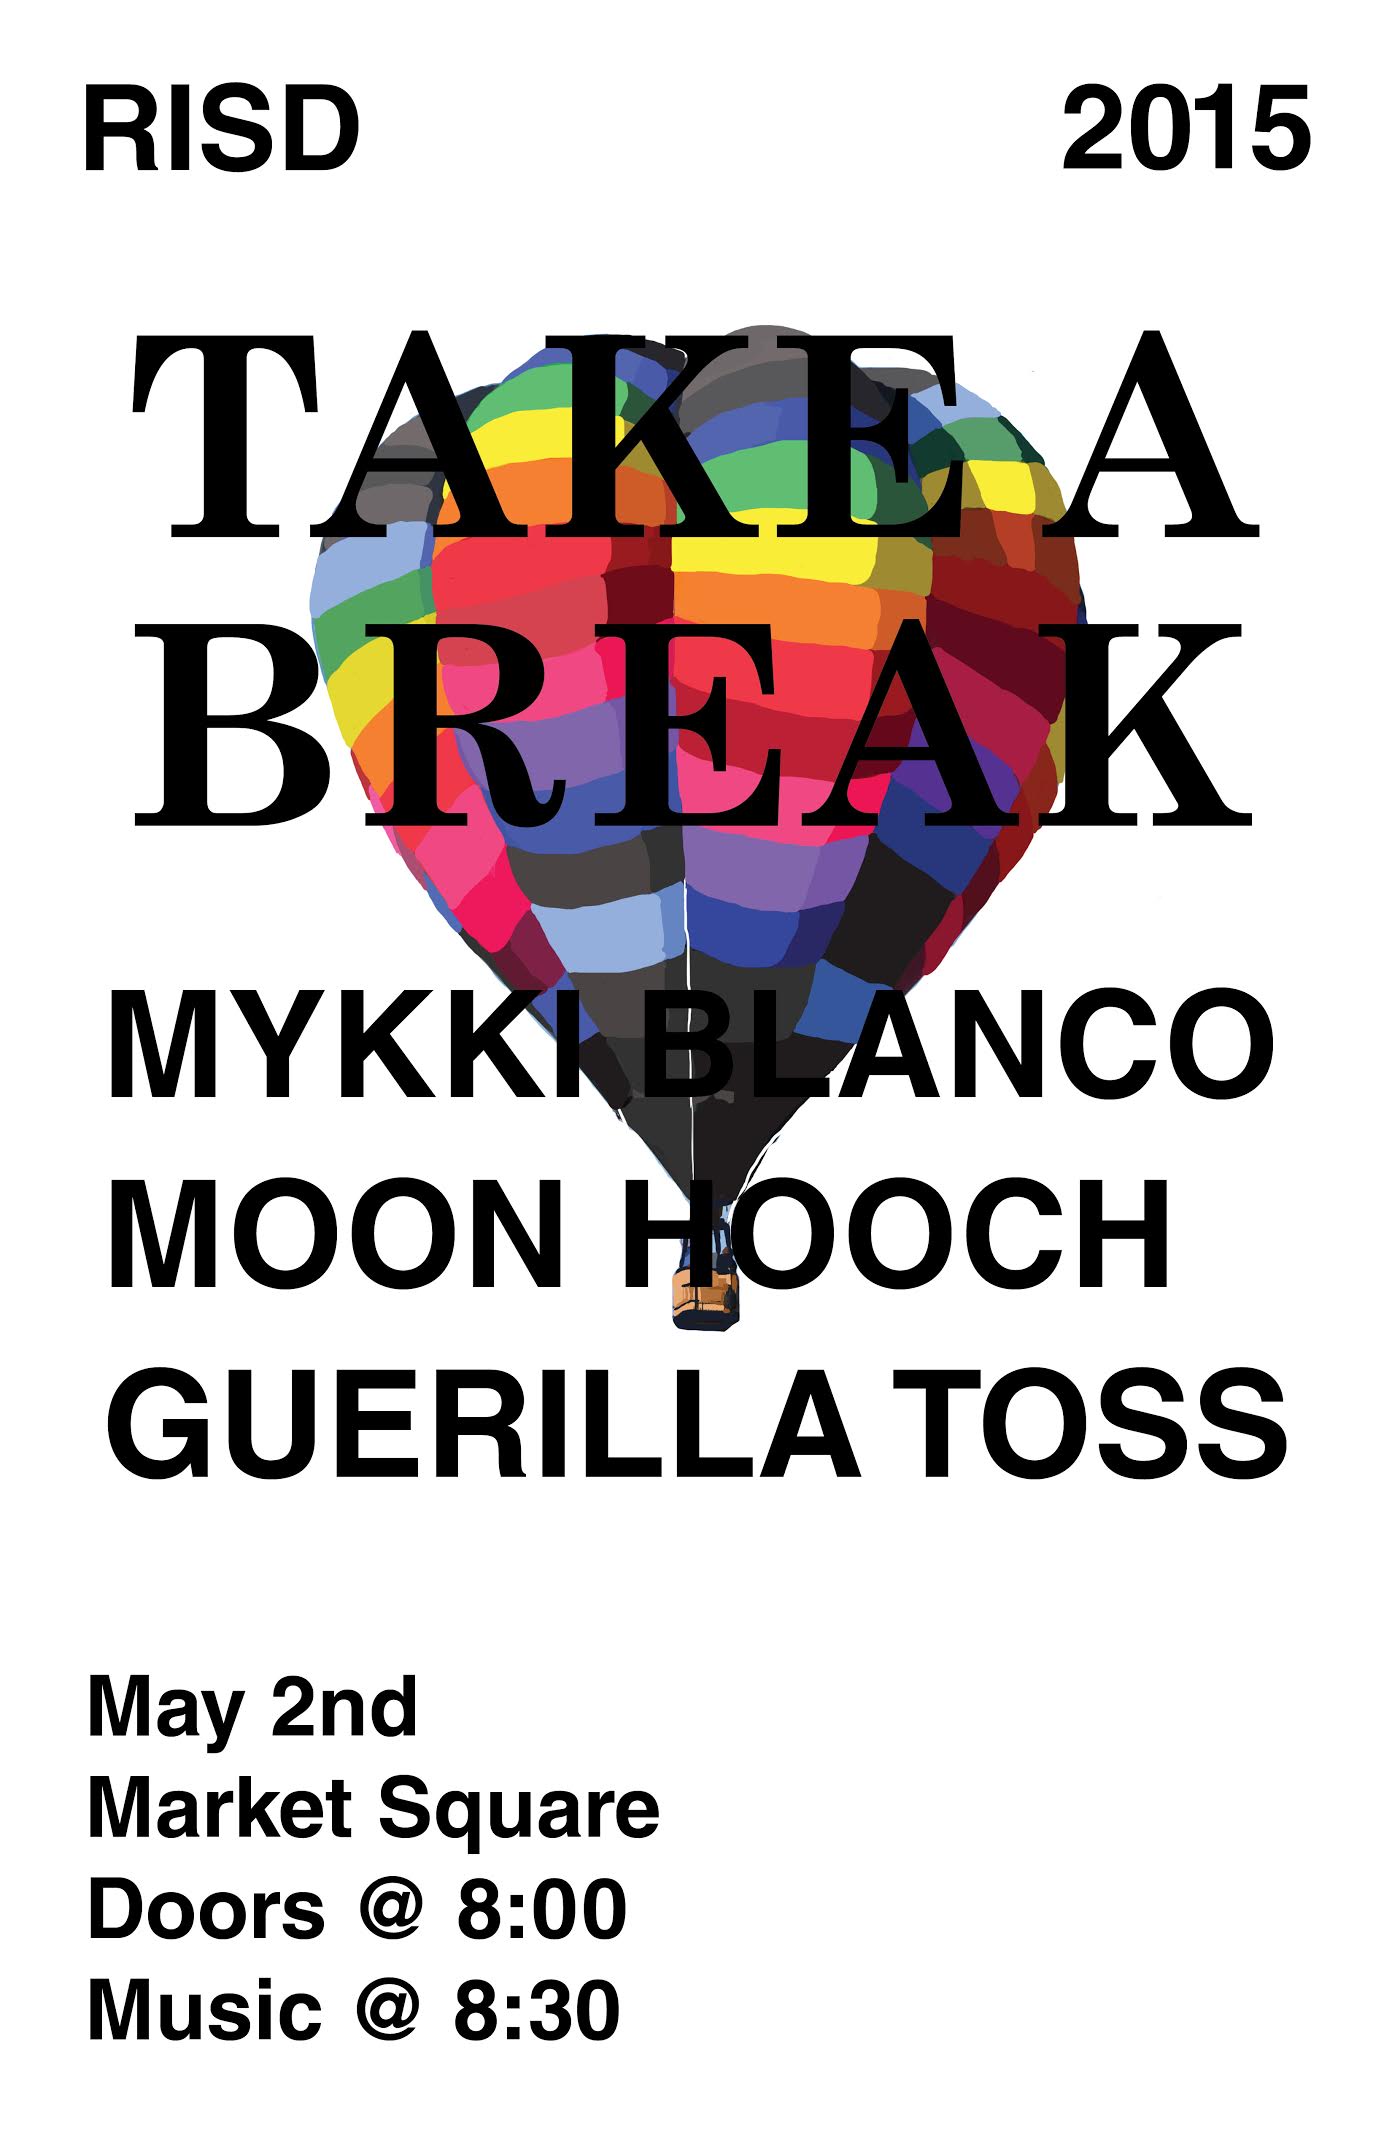 RISD 2015
TAKE A
BREAK
MYKKI BLANCO
MOON HOOCH
GUERILLA TOSS
May 2nd
Market Square
Doors @ 8:00
Music @ 8:30